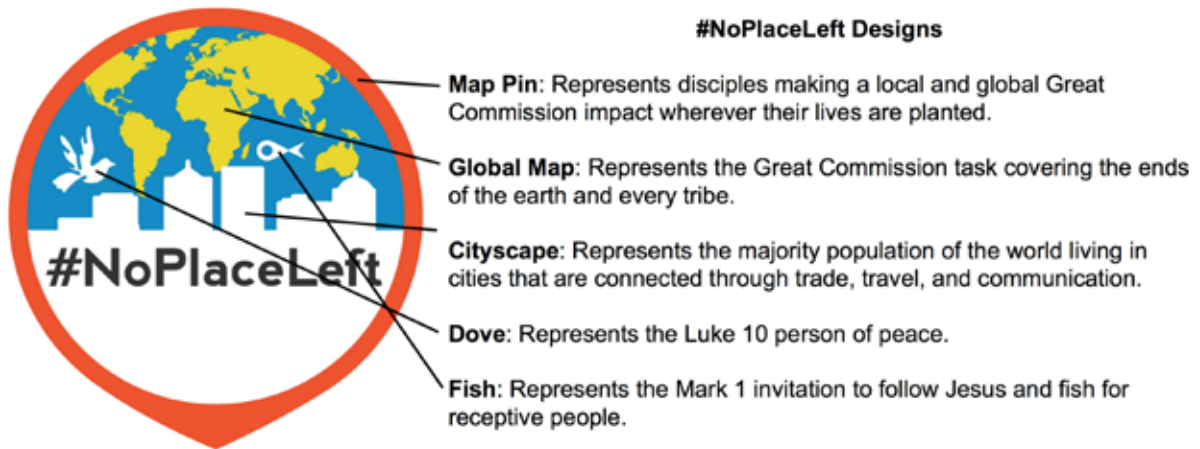 #NoPlaceLeft Designs
Map Pin: Represents disciples making a local and global Great
Commission impact wherever their lives are planted.
Global Map: Represents the Great Commission task covering the ends
of the earth and every tribe.
Cityscape: Represents the majority population of the world living in
cities that are connected through trade, travel, and communication.
#NoPlaceLeft
Dove: Represents the Luke 10 person of peace.
Fish: Represents the Mark 1 invitation to follow Jesus and fish for
receptive people.